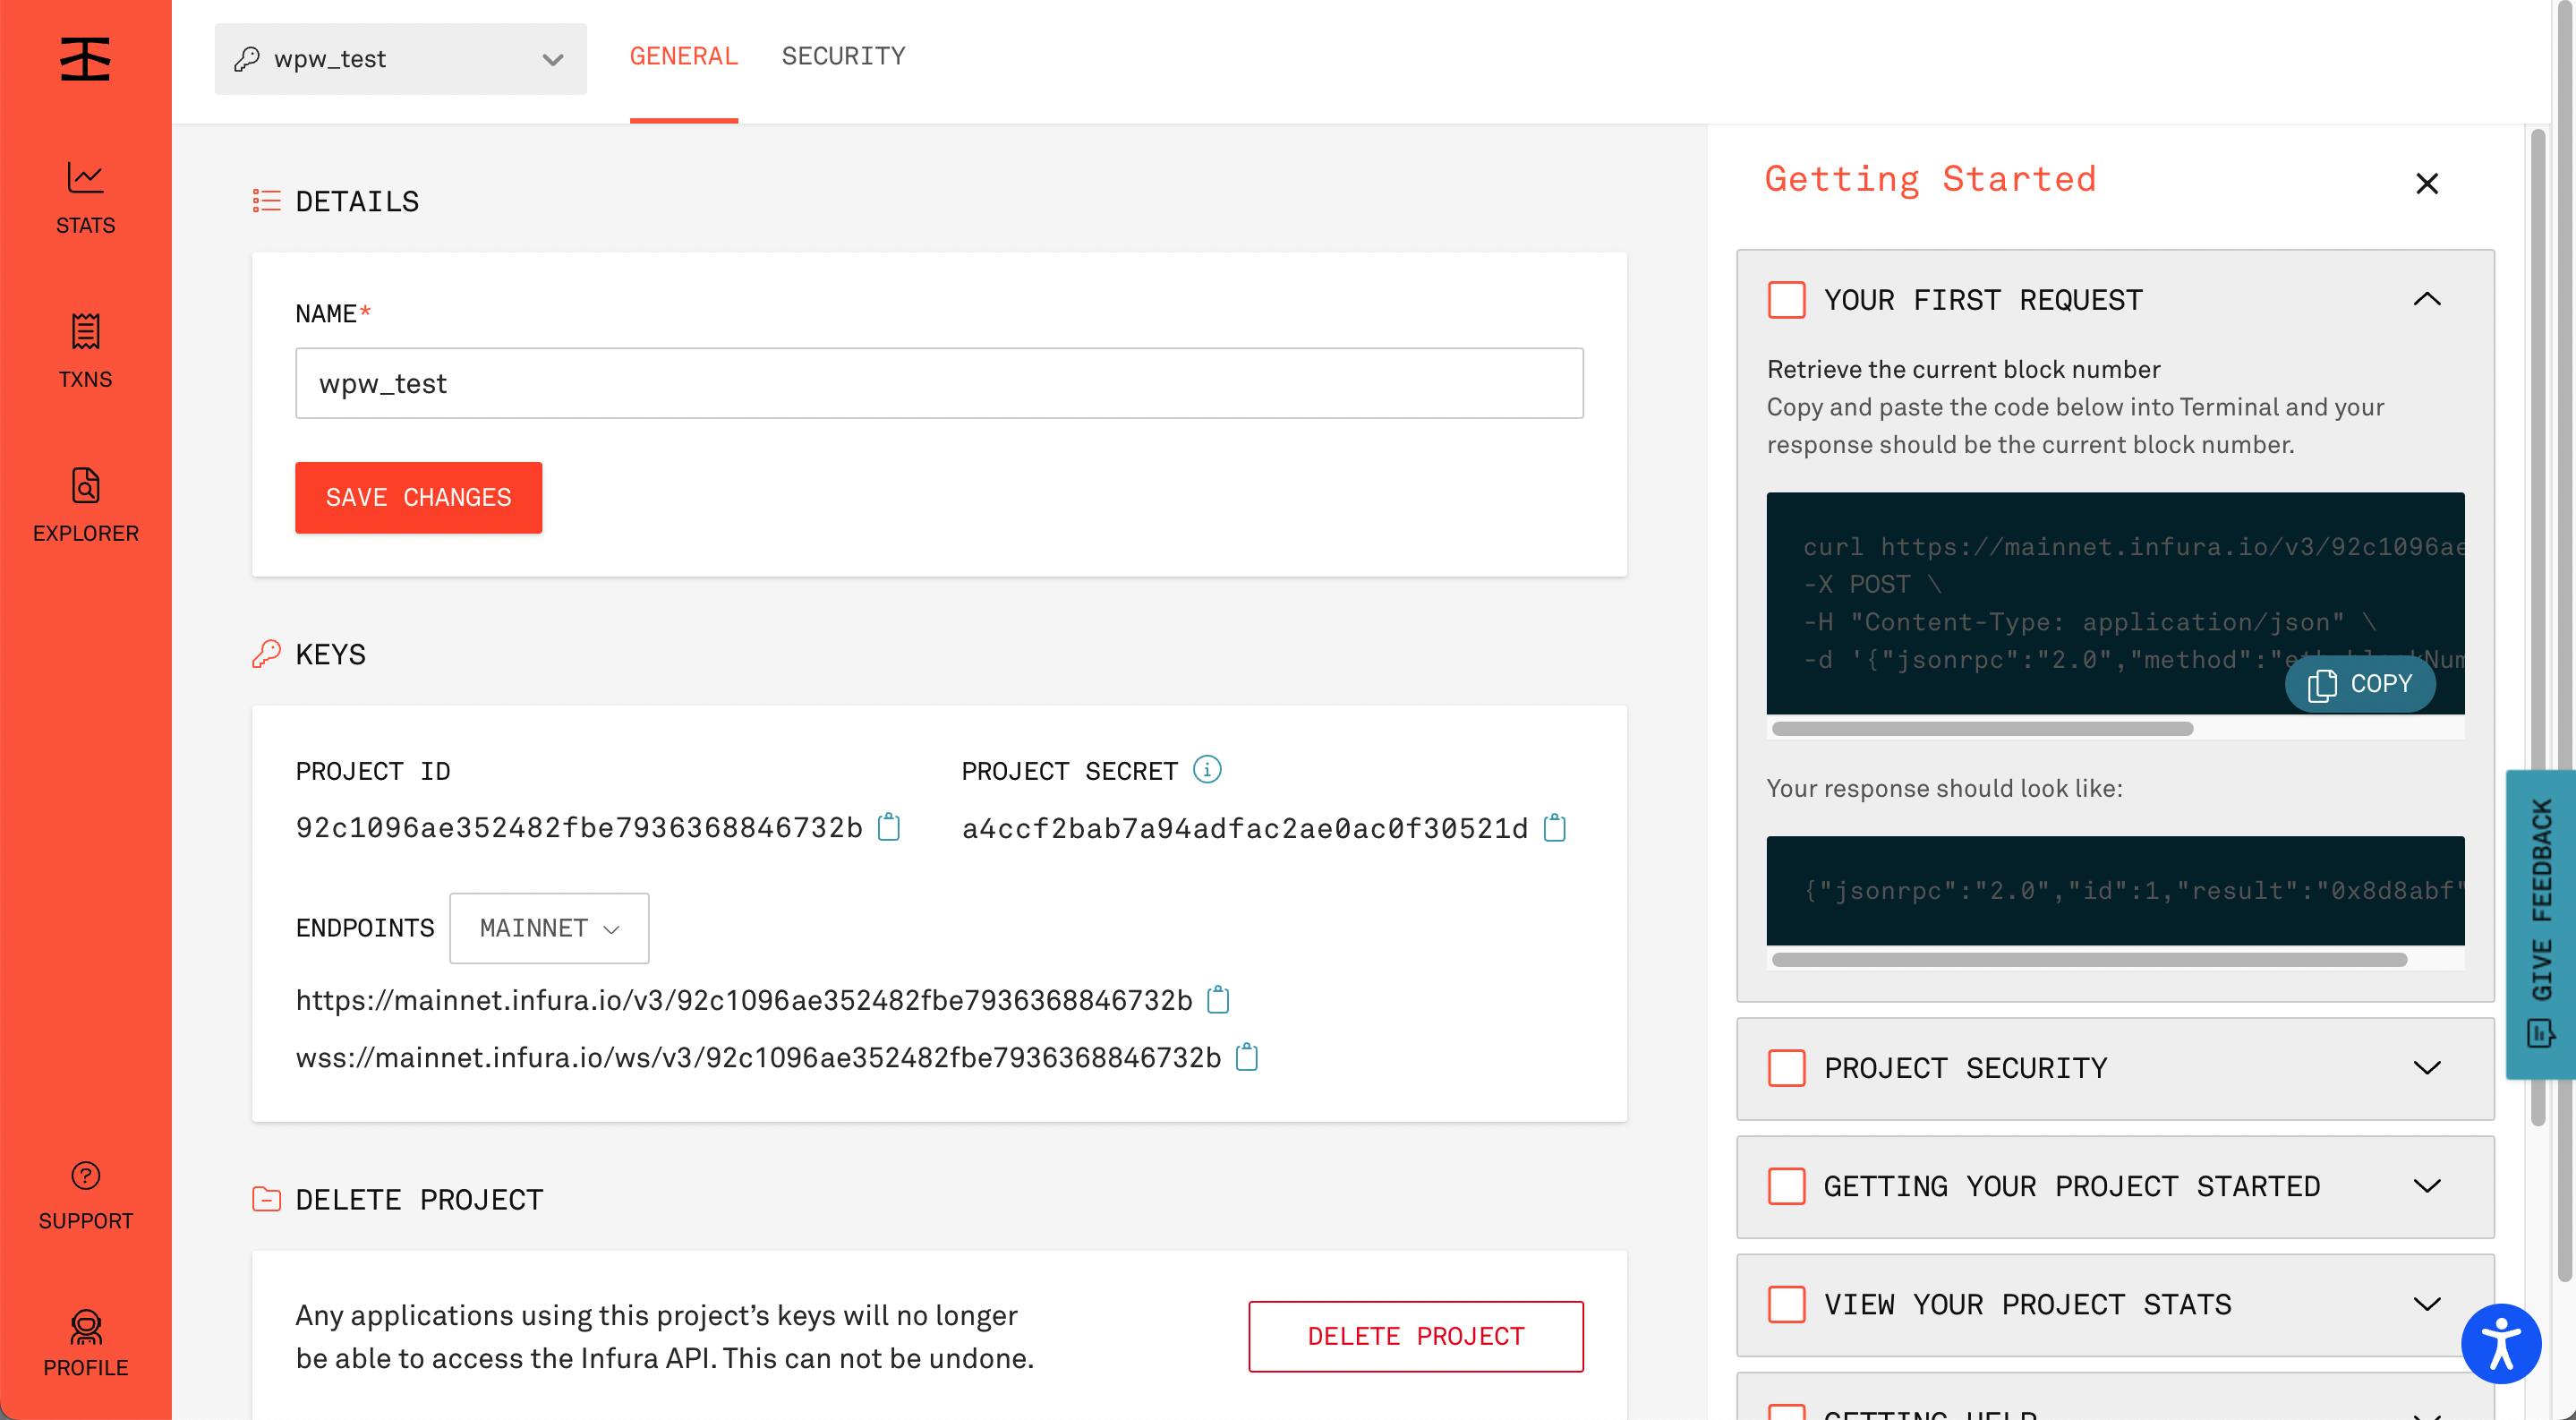 wpw_test
GENERAL
SECURITY
STATS
TXNS
EXPLORER
SUPPORT
PROFILE
DETAILS
NAME*
wpw_test
SAVE CHANGES
KEYS
PROJECT ID
92c1096ae352482fbe7936368846732b
PROJECT SECRET
a4ccf2bab7a94adfac2ae0ac0f30521d
ENDPOINTS
MAINNET
https://mainnet.infura.io/v3/92c1096ae352482fbe7936368846732b
wss://mainnet.infura.io/ws/v3/92c1096ae352482fbe7936368846732b
DELETE PROJECT
Any applications using this project’s keys will no longer
be able to access the Infura API. This can not be undone.
DELETE PROJECT
Getting Started
YOUR FIRST REQUEST
Retrieve the current block number
Copy and paste the code below into Terminal and your
response should be the current block number.
curl https://mainnet.infura.io/v3/92c1096ae
-X POST \
-H "Content-Type: application/json" \
-d '{"jsonrpc":"2.0","method":"
COPY
Your response should look like:
{"jsonrpc":"2.0","id":1,"result":"0x8d8abf"
PROJECT SECURITY
GETTING YOUR PROJECT STARTED
VIEW YOUR PROJECT STATS
GETTING HELP
GIVE FEEDBACK